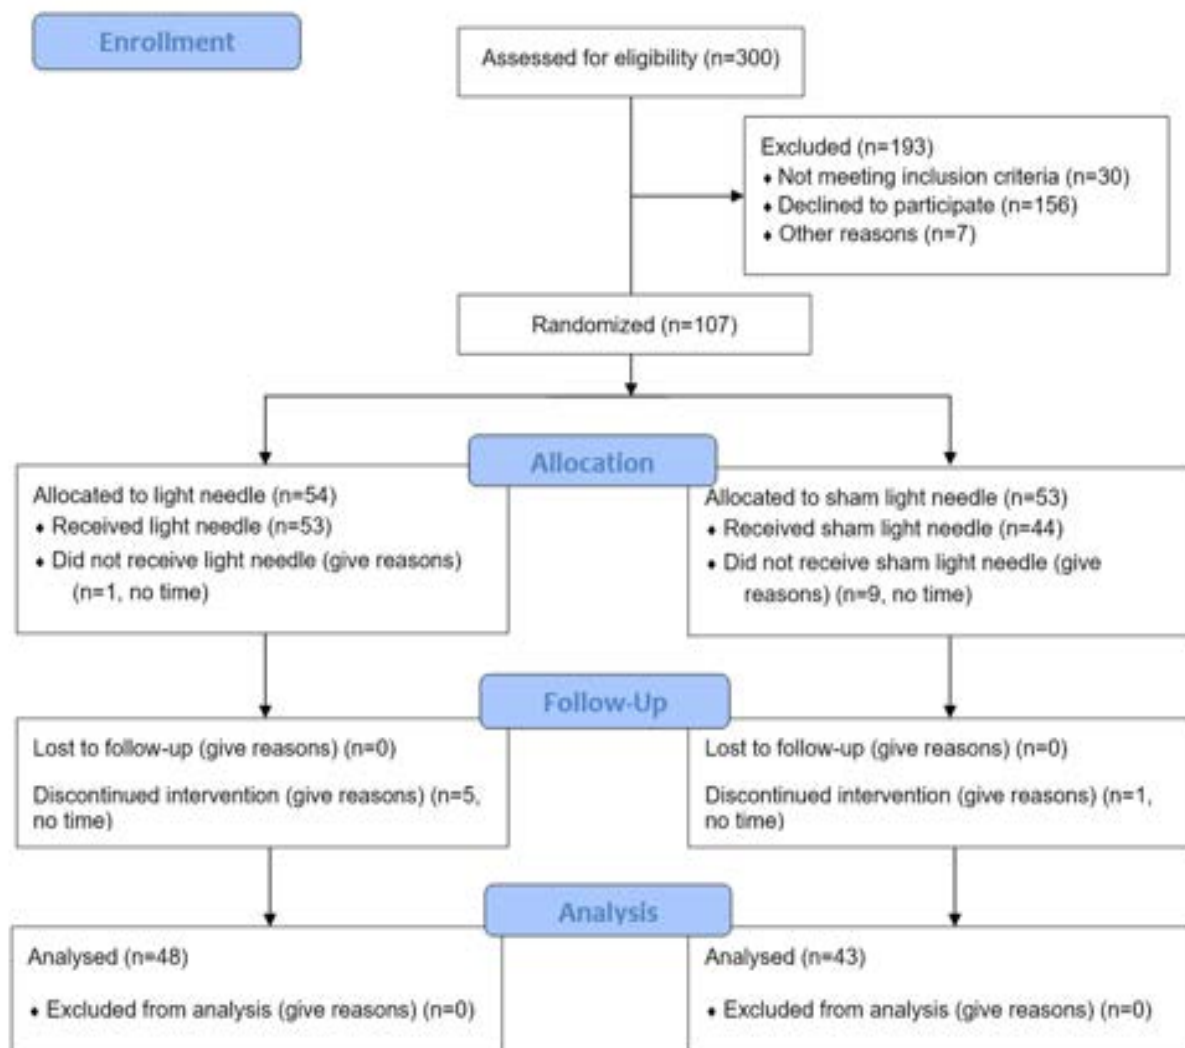 Enrollment
Assessed for eligibility (n=300)
Excluded (n=193)
♦ Not meeting inclusion criteria (n=30)
♦ Declined to participate (n=156)
♦ Other reasons (n=7)
Randomized (n=107)
Allocation
Allocated to light needle (n=54)
♦ Received light needle (n=53)
♦ Did not receive light needle (give reasons)
(n=1, no time)
Allocated to sham light needle (n=53)
♦ Received sham light needle (n=44)
♦ Did not receive sham light needle (give
reasons) (n=9, no time)
Follow-Up
Lost to follow-up (give reasons) (n=0)
Discontinued intervention (give reasons) (n=5,
no time)
Lost to follow-up (give reasons) (n=0)
Discontinued intervention (give reasons) (n=1,
no time)
Analysis
Analysed (n=48)
♦ Excluded from analysis (give reasons) (n=0)
Analysed (n=43)
♦ Excluded from analysis (give reasons) (n=0)